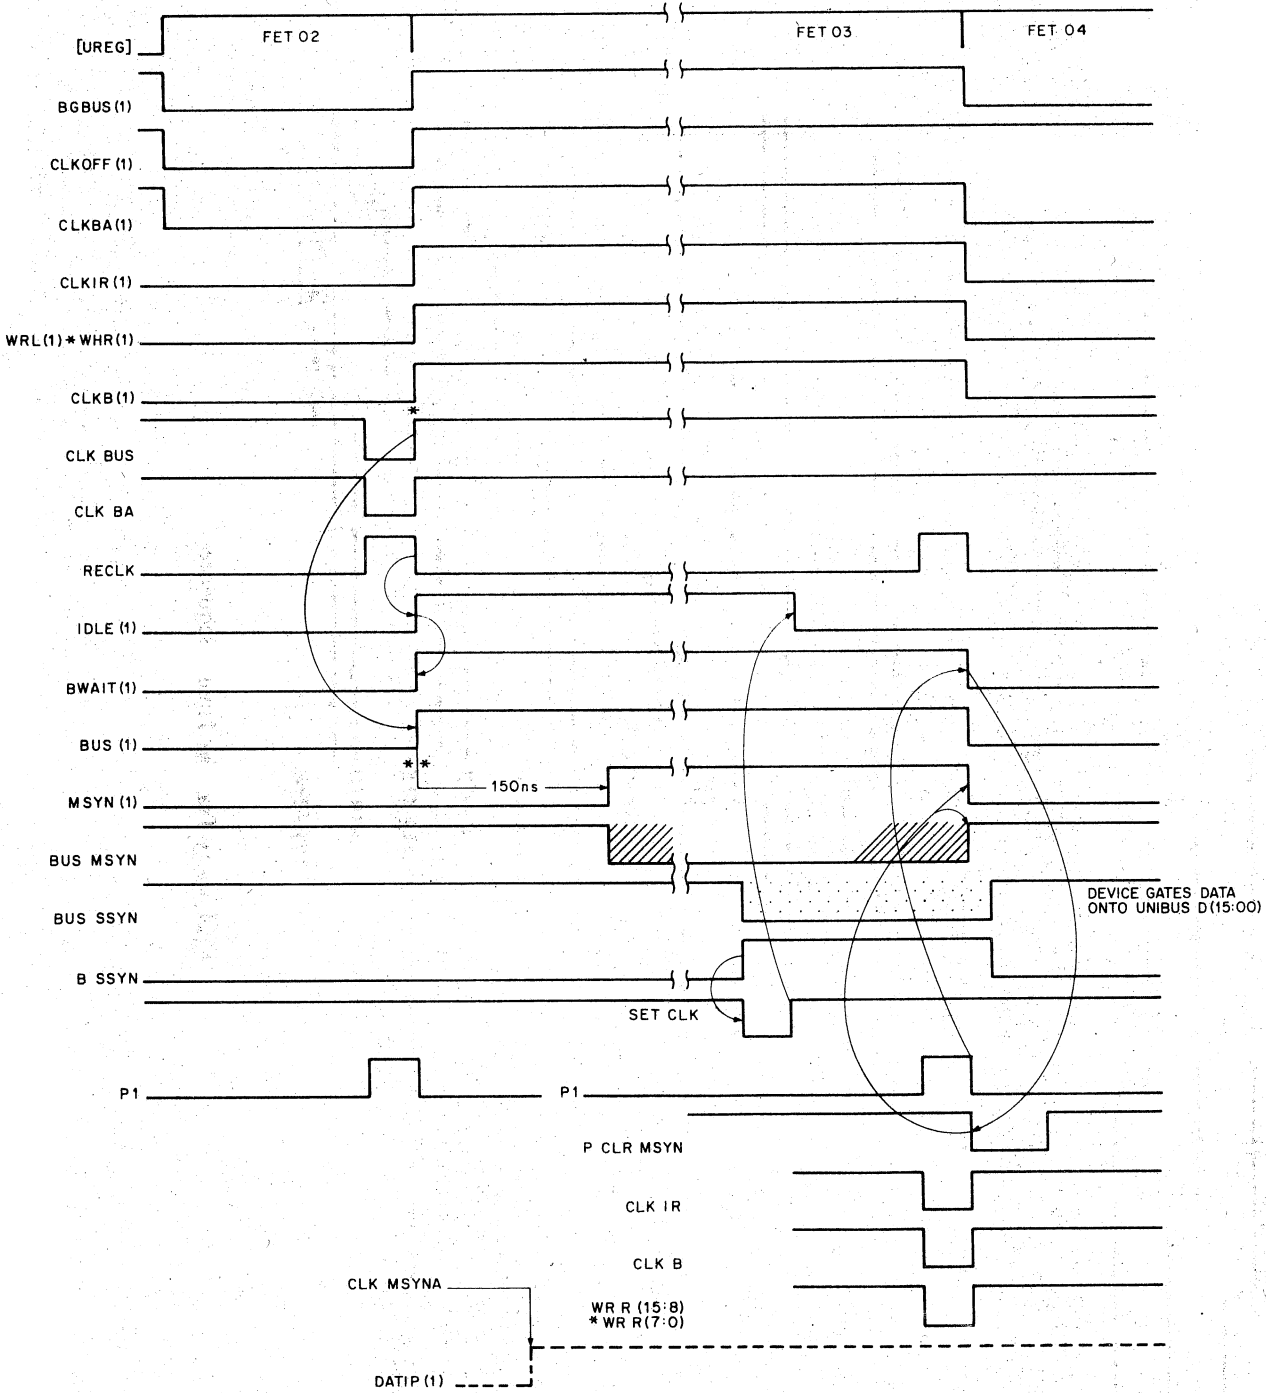 [UREG]
FET 02
FET 03
FET 04
BGBUS(1)
CLKOFF(1)
CLKBA(1)
CLKIR(1)
WRL(1)*WHR(1)
CLKB(1)
*
CLK BUS
CLK BA
RECLK
IDLE(1)
BWAIT(1)
BUS (1)
* *
150ns
MSYN(1)
BUS MSYN
BUS SSYN
DEVICE GATES DATA
ONTO UNIBUS D(15:00)
B SSYN
SET CLK
P1
P1
P CLR MSYN
CLK IR
CLK B
CLK MSYNA
WR R (15:8)
* WR R(7:0)
DATIP(1)